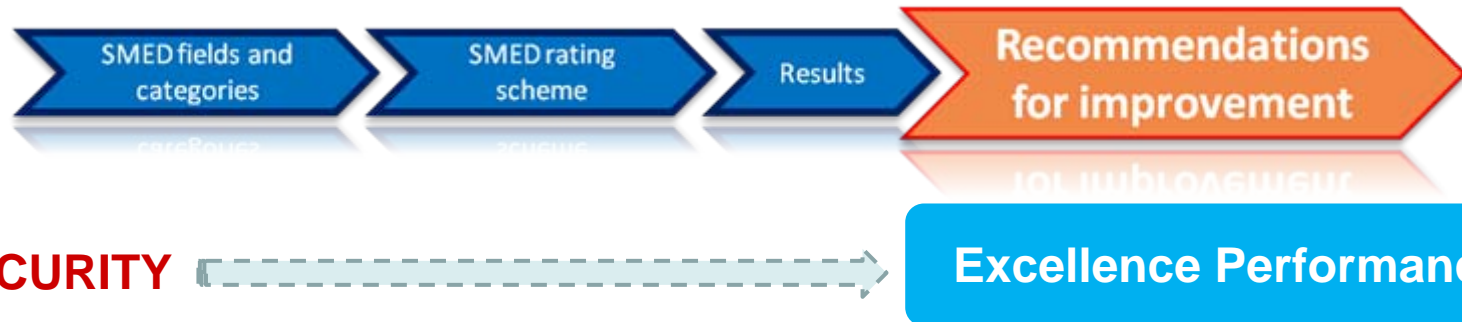 SMED fields and
categories
SMED rating
scheme
Results
Recommendations
for improvement
CURITY
Excellence Performanc